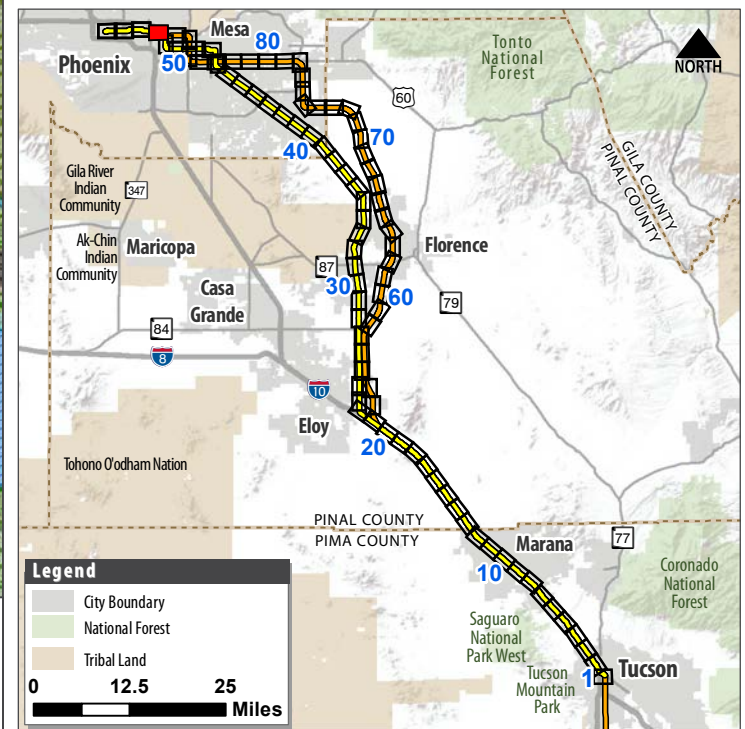 Mesa
80
Phoenix
50
Tonto
National
Forest
NORTH
60
70
40
GILA COUNTY
PINAL COUNTY
Gila River
Indian
Community
347
Ak-Chin
Indian
Community
Maricopa
Florence
87
30
60
Casa
Grande
79
84
8
10
Eloy
20
Tohono O'odham Nation
PINAL COUNTY
PIMA COUNTY
Marana
77
10
Coronado
National
Forest
Saguaro
National
Park West
Tucson
Mountain
Park
1
Tucson
Legend
City Boundary
National Forest
Tribal Land
0 12.5 25
Miles